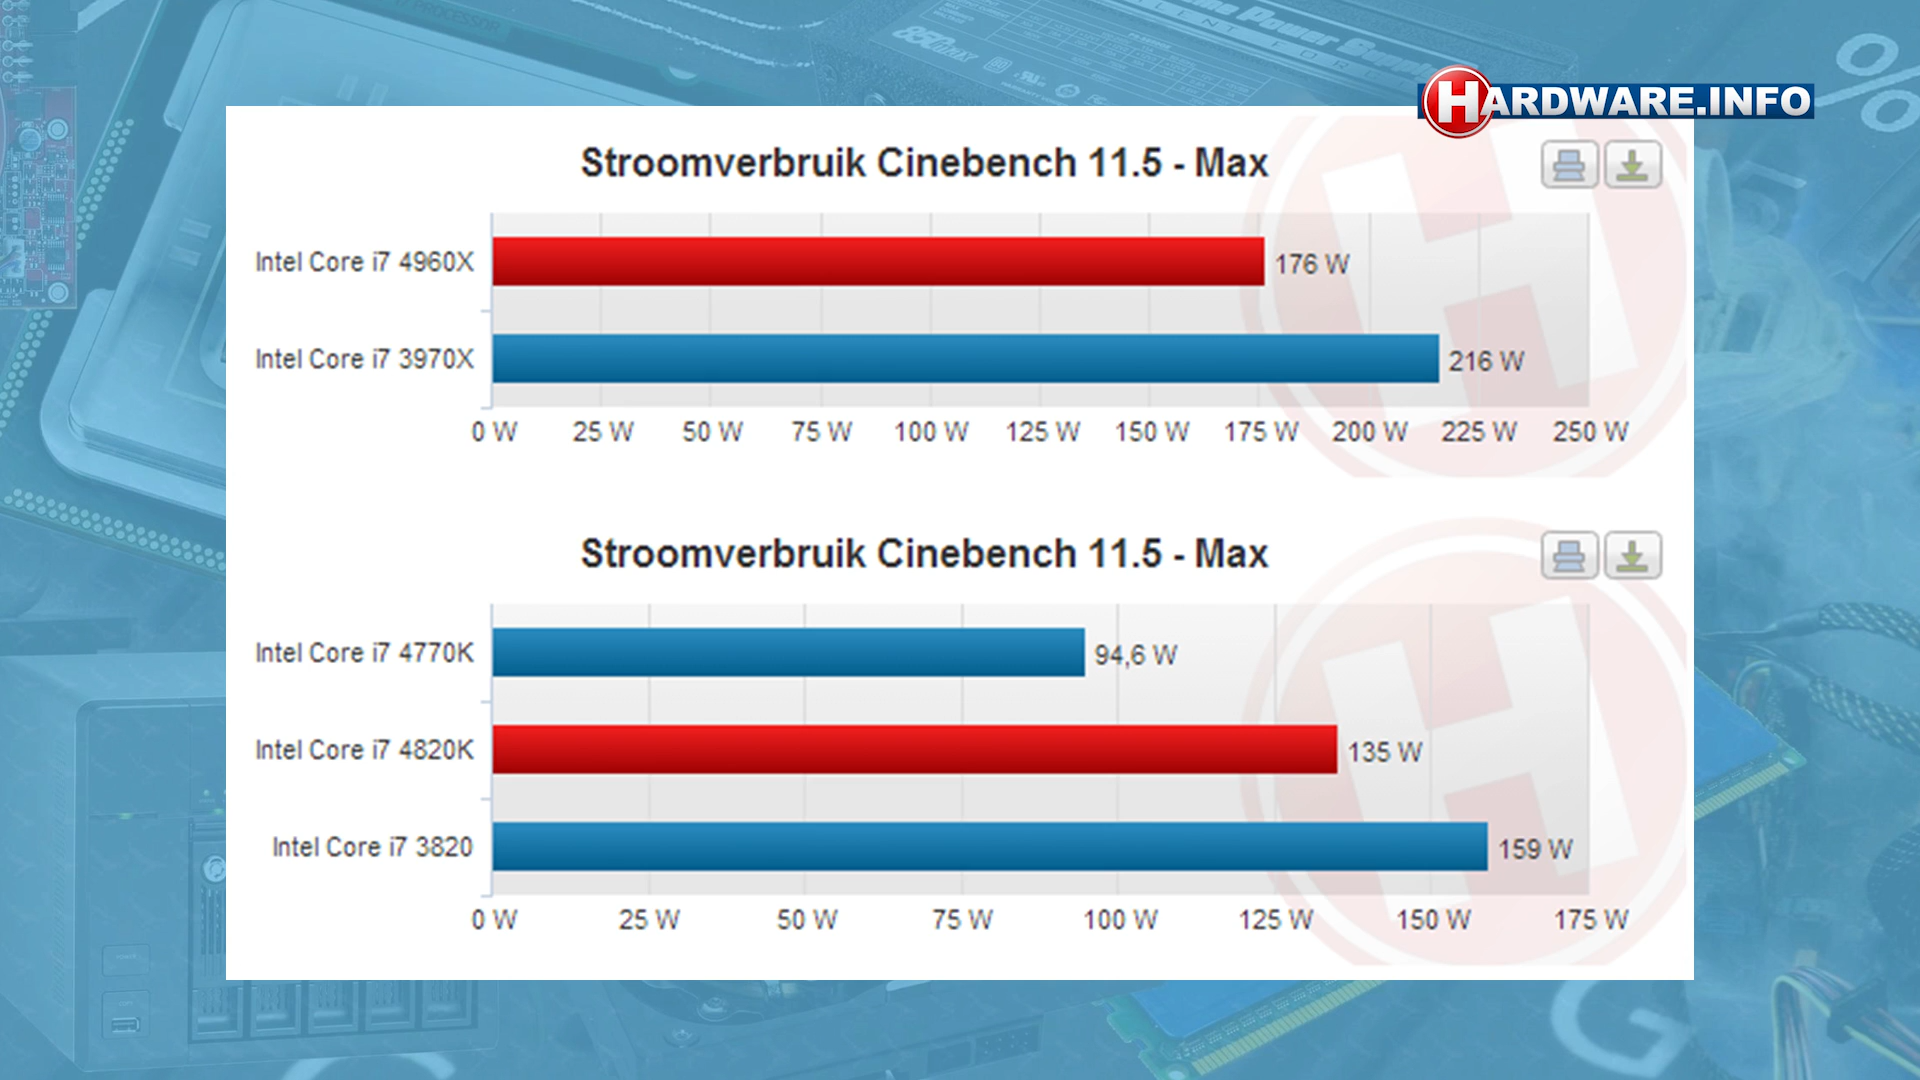 HARDWARE.INFO
Stroomverbruik Cinebench 11.5 - Max
Intel Core i7 4960X
176 W
Intel Core i7 3970X
216 W
0 W 25 W 50 W 75 W 100 W 125 W 150 W 175 W 200 W 225 W 250 W
Stroomverbruik Cinebench 11.5 - Max
Intel Core i7 4770K
94,6 W
Intel Core i7 4820K
135 W
Intel Core i7 3820
159 W
0 W 25 W 50 W 75 W 100 W 125 W 150 W 175 W